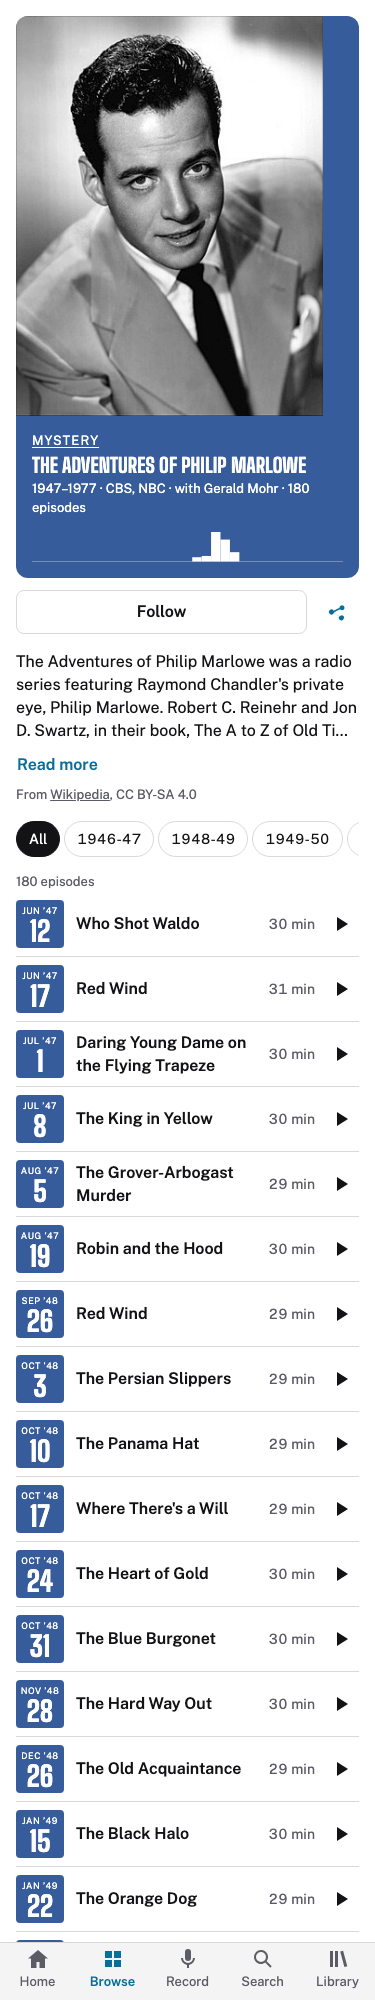 MYSTERY
THE ADVENTURES OF PHILIP MARLOWE
1947–1977 · CBS, NBC · with Gerald Mohr · 180
episodes
Follow
The Adventures of Philip Marlowe was a radio
series featuring Raymond Chandler's private
eye, Philip Marlowe. Robert C. Reinehr and Jon
D. Swartz, in their book, The A to Z of Old Ti...
Read more
From Wikipedia, CC BY-SA 4.0
All 1946-47 1948-49 1949-50
180 episodes
JUN '47
12 Who Shot Waldo 30 min
JUN '47
17 Red Wind 31 min
JUL '47
1 Daring Young Dame on
the Flying Trapeze 30 min
JUL '47
8 The King in Yellow 30 min
AUG '47
5 The Grover-Arbogast
Murder 29 min
AUG '47
19 Robin and the Hood 30 min
SEP '48
26 Red Wind 29 min
OCT '48
3 The Persian Slippers 29 min
OCT '48
10 The Panama Hat 29 min
OCT '48
17 Where There's a Will 29 min
OCT '48
24 The Heart of Gold 30 min
OCT '48
31 The Blue Burgonet 30 min
NOV '48
28 The Hard Way Out 30 min
DEC '48
26 The Old Acquaintance 29 min
JAN '49
15 The Black Halo 30 min
JAN '49
22 The Orange Dog 29 min
Home Browse Record Search Library